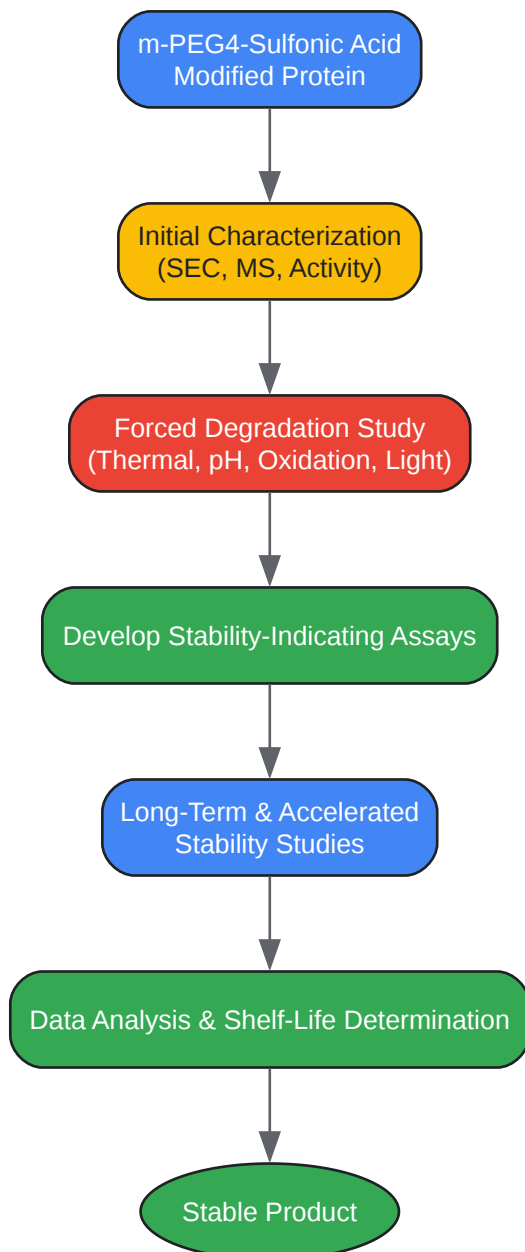 m-PEG4-Sulfonic Acid
Modified Protein
Initial Characterization
(SEC, MS, Activity)
Forced Degradation Study
(Thermal, pH, Oxidation, Light)
Develop Stability-Indicating Assays
Long-Term & Accelerated
Stability Studies
Data Analysis & Shelf-Life Determination
Stable Product